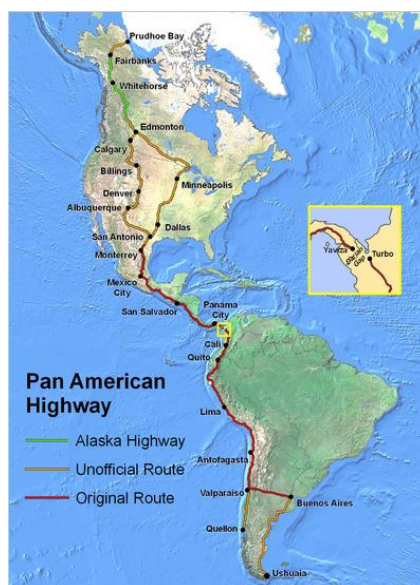 Prudhoe Bay
Fairbanks
Whitehorse
Edmonton
Calgary
Billings
Minneapolis
Denver
Albuquerque
Dallas
San Antonio
Monterrey
Mexico
City
San Salvador
Panama
City
Yaviza
Darien
Gap
Turbo
Cali
Quito
Lima
Antofagasta
Valparaiso
Buenos Aires
Quellon
Ushuaia
Pan American
Highway
Alaska Highway
Unofficial Route
Original Route